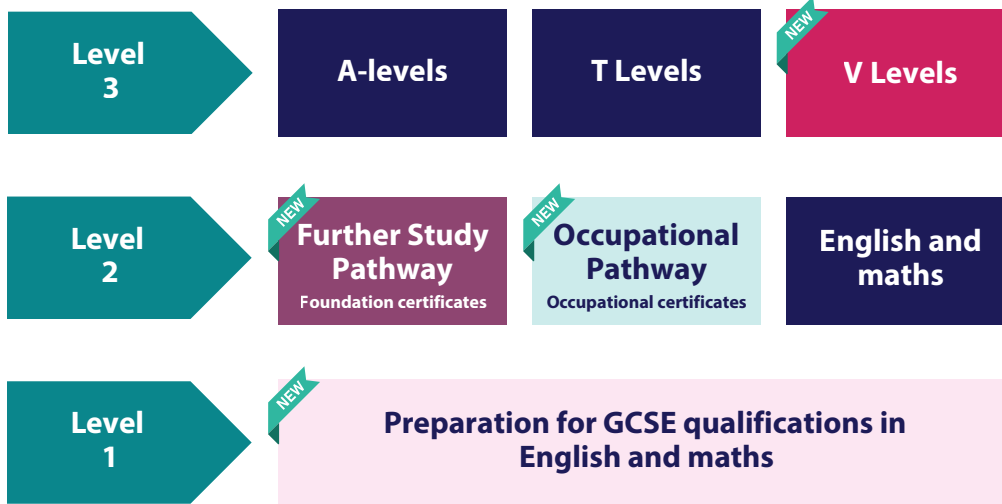 Level
3
A-levels
T Levels
NEW
V Levels
Level
2
NEW
Further Study
Pathway
Foundation certificates
NEW
Occupational
Pathway
Occupational certificates
English and
maths
Level
1
NEW
Preparation for GCSE qualifications in
English and maths